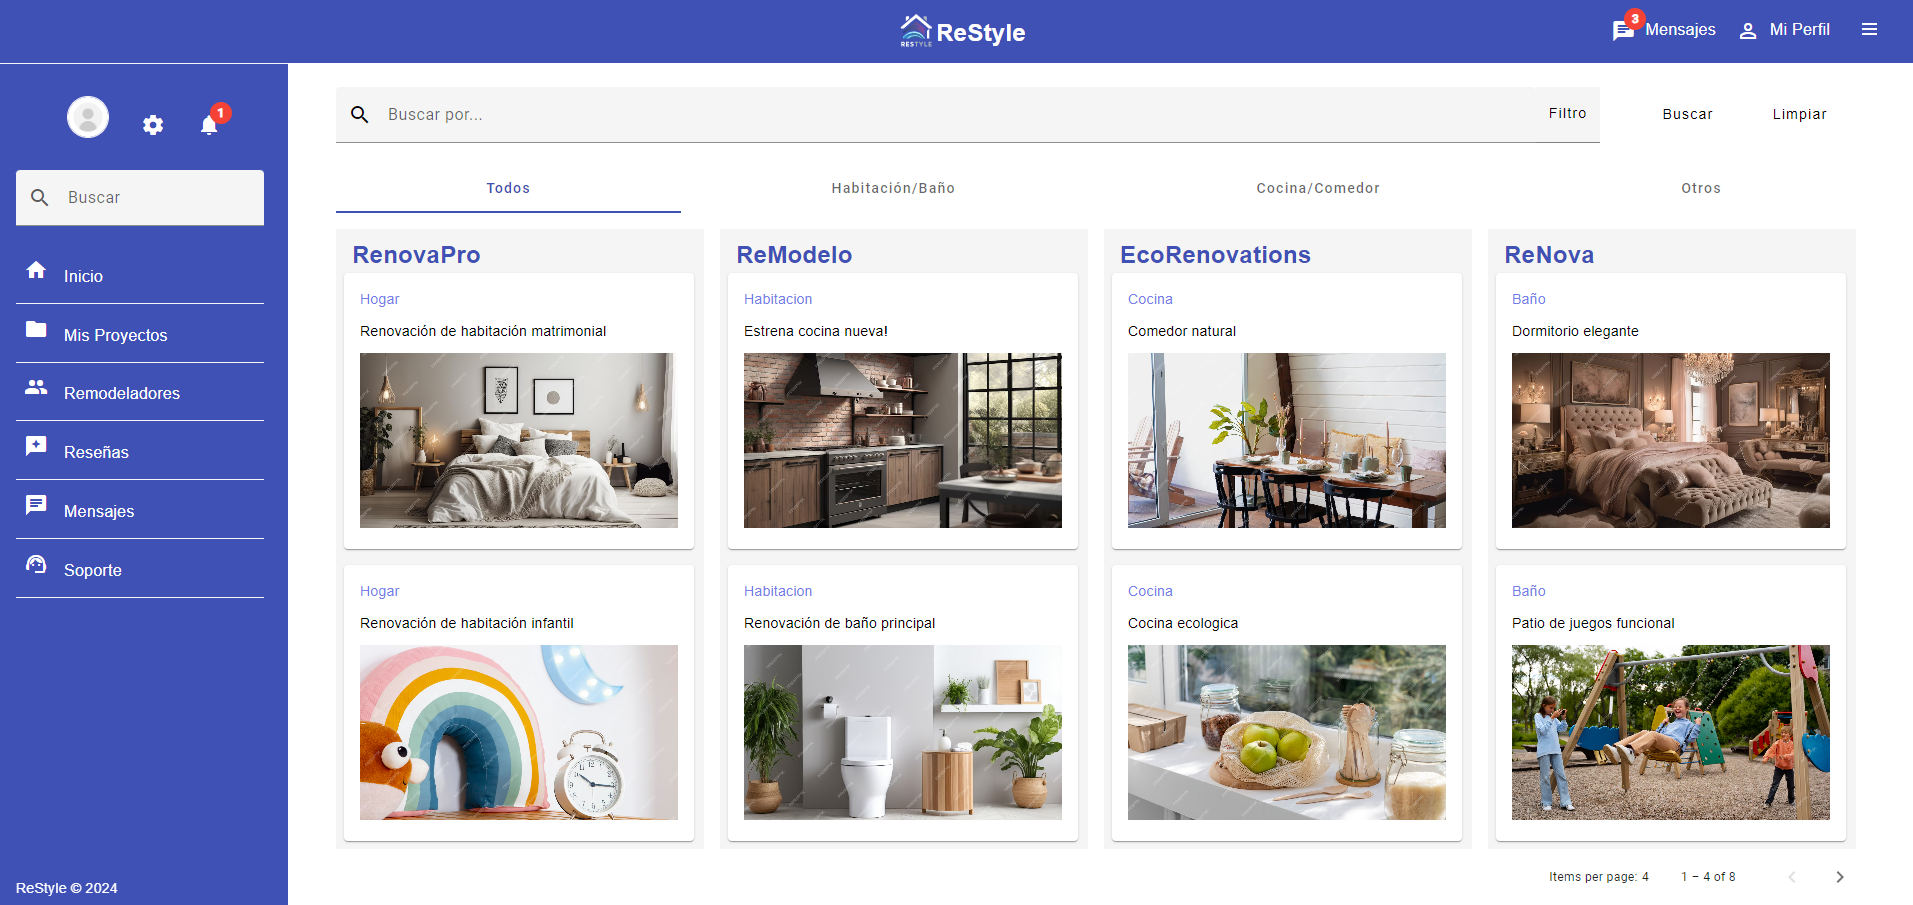 RESTYLE ReStyle
3 Mensajes Mi Perfil
1
Buscar
Inicio
Mis Proyectos
Remodeladores
Reseñas
Mensajes
Soporte
ReStyle © 2024
Buscar por... Filtro Buscar Limpiar
Todos Habitación/Baño Cocina/Comedor Otros
RenovaPro
Hogar
Renovación de habitación matrimonial
Hogar
Renovación de habitación infantil
ReModelo
Habitacion
Estrena cocina nueva!
Habitacion
Renovación de baño principal
EcoRenovations
Cocina
Comedor natural
Cocina
Cocina ecologica
ReNova
Baño
Dormitorio elegante
Baño
Patio de juegos funcional
Items per page: 4 1 – 4 of 8